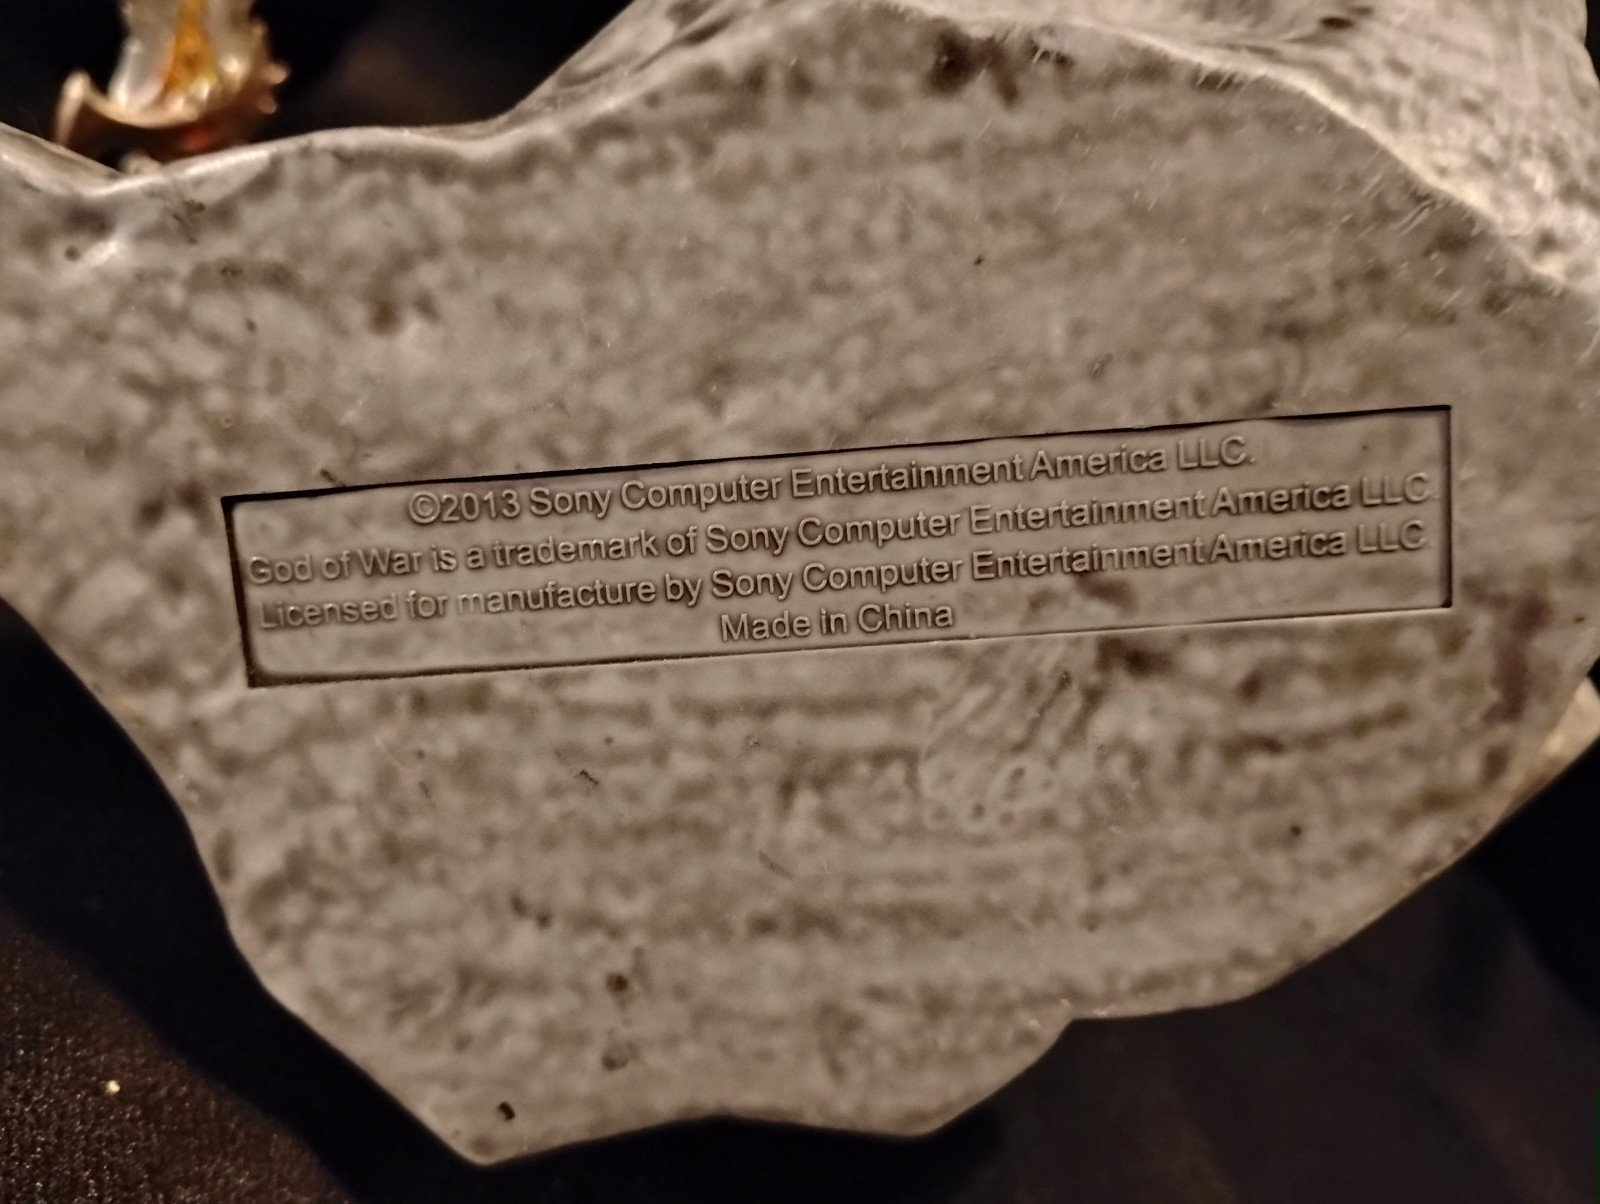 ©2013 Sony Computer Entertainment America LLC.
God of War is a trademark of Sony Computer Entertainment America LLC.
Licensed for manufacture by Sony Computer Entertainment America LLC.
Made in China